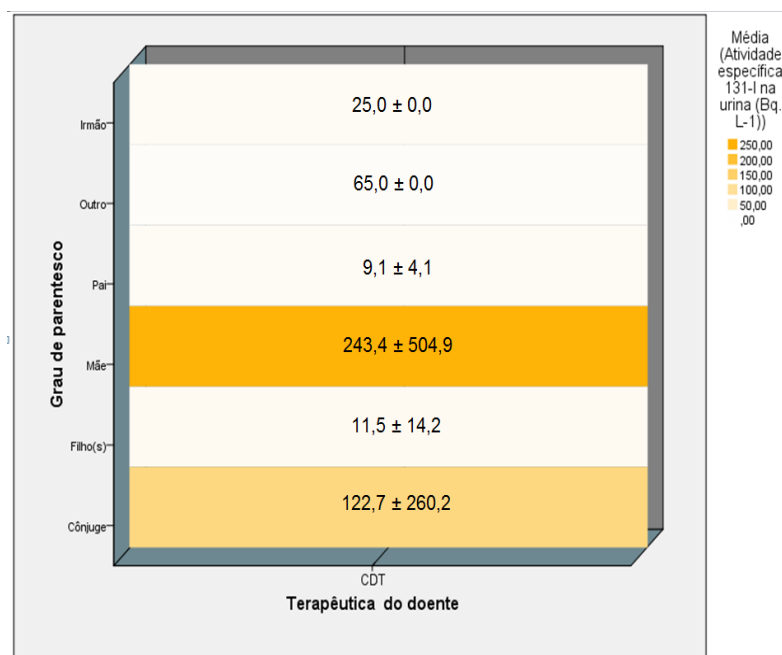 Média
(Atividade
específica
131-I na
urina (Bq.
L-1))
250,00
200,00
150,00
100,00
50,00
,00
Grau de parentesco
Irmão
25,0 ± 0,0
Outro
65,0 ± 0,0
Pai
9,1 ± 4,1
Mãe
243,4 ± 504,9
Filho(s)
11,5 ± 14,2
Cônjuge
122,7 ± 260,2
CDT
Terapêutica do doente